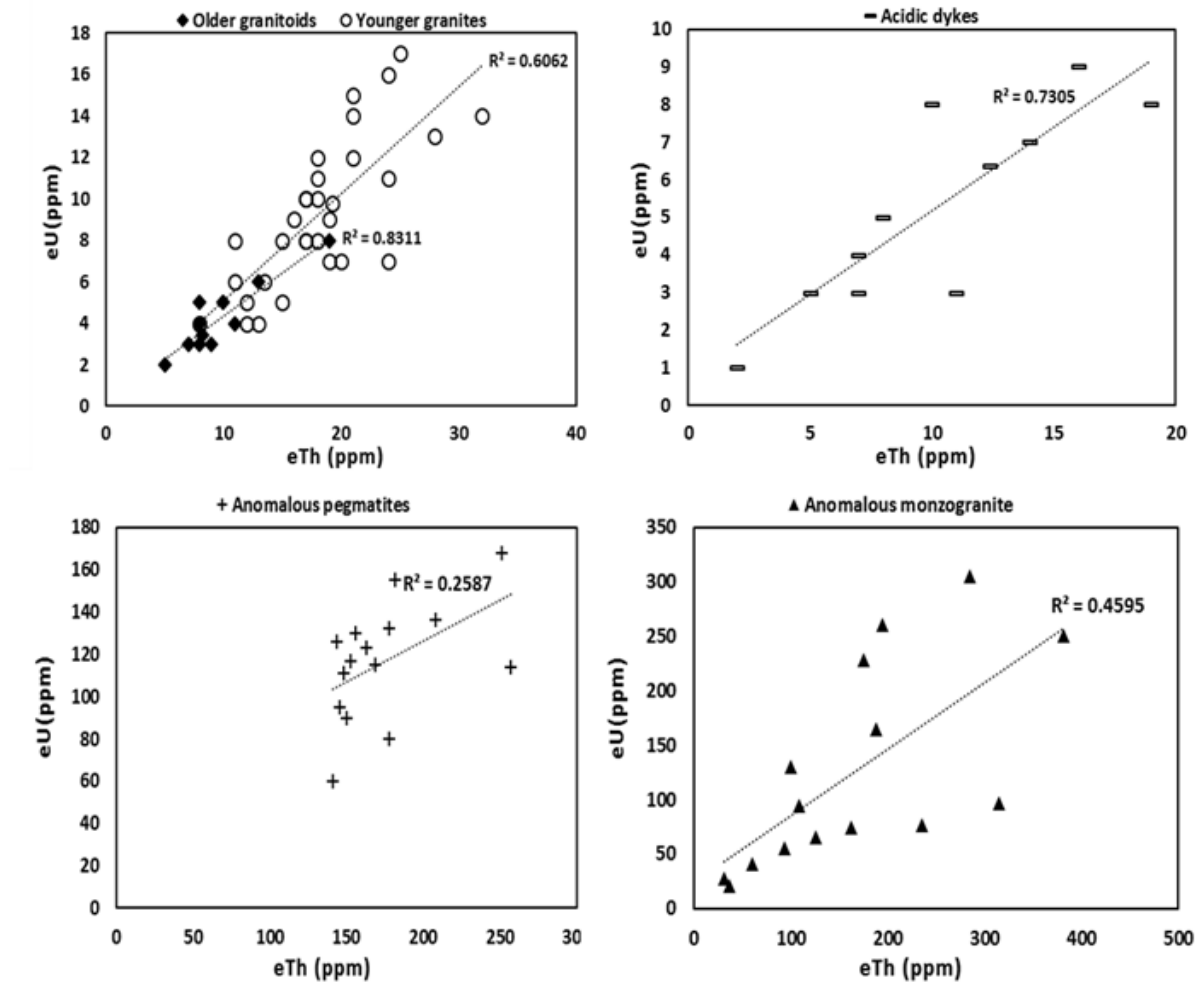 Older granitoids Younger granites
18
16
14
12
10
8
6
4
2
0
eU(ppm)
R² = 0.6062
R² = 0.8311
0 10 20 30 40
eTh (ppm)
Acidic dykes
10
9
8
7
6
5
4
3
2
1
0
eU(ppm)
R² = 0.7305
0 5 10 15 20
eTh (ppm)
Anomalous pegmatites
180
160
140
120
100
80
60
40
20
0
eU(ppm)
R² = 0.2587
0 50 100 150 200 250 30
eTh (ppm)
Anomalous monzogranite
350
300
250
200
150
100
50
0
eU(ppm)
R² = 0.4595
0 100 200 300 400 500
eTh (ppm)